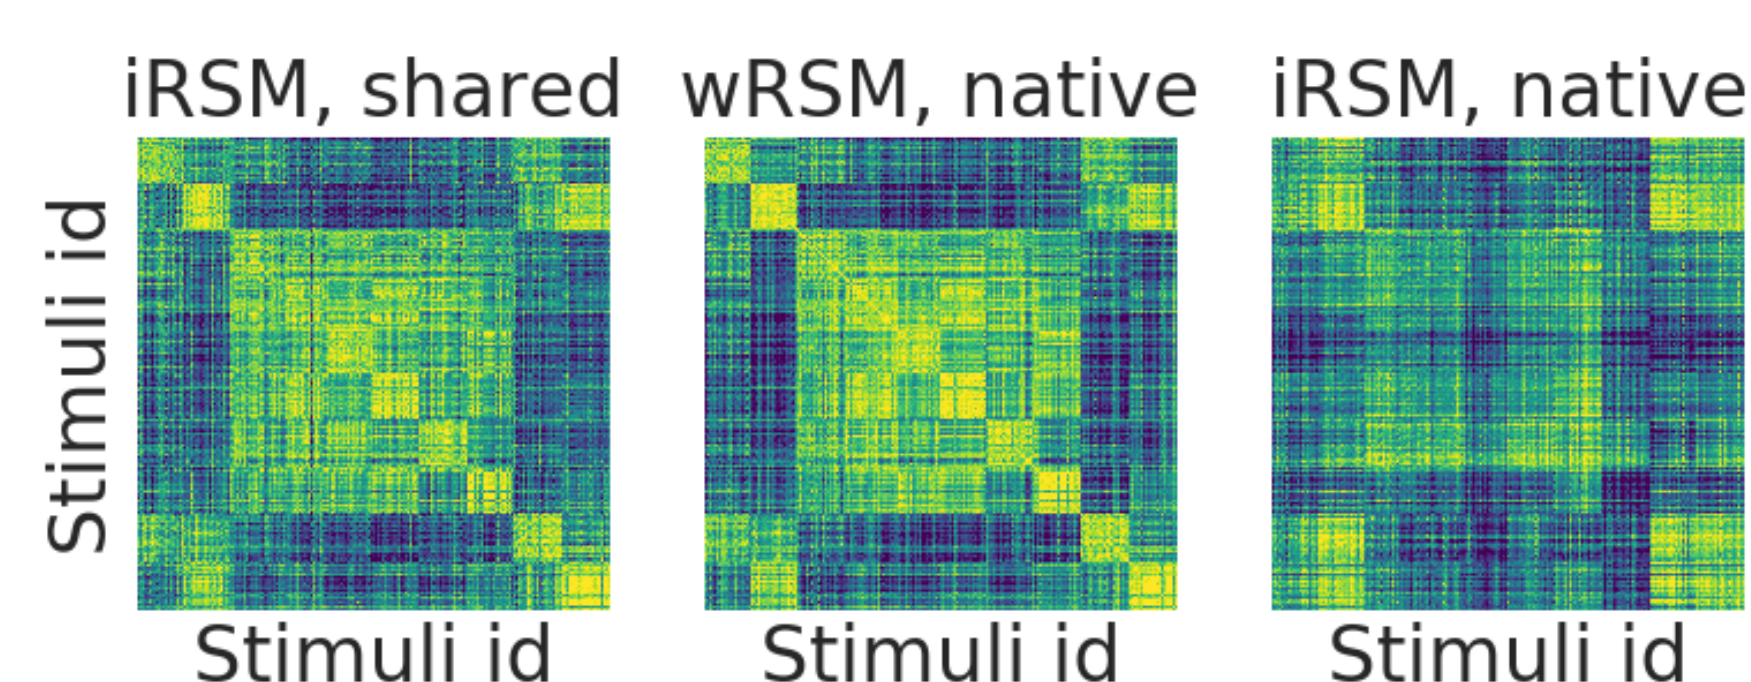 iRSM, shared
wRSM, native
iRSM, native
Stimuli id
Stimuli id
Stimuli id
Stimuli id